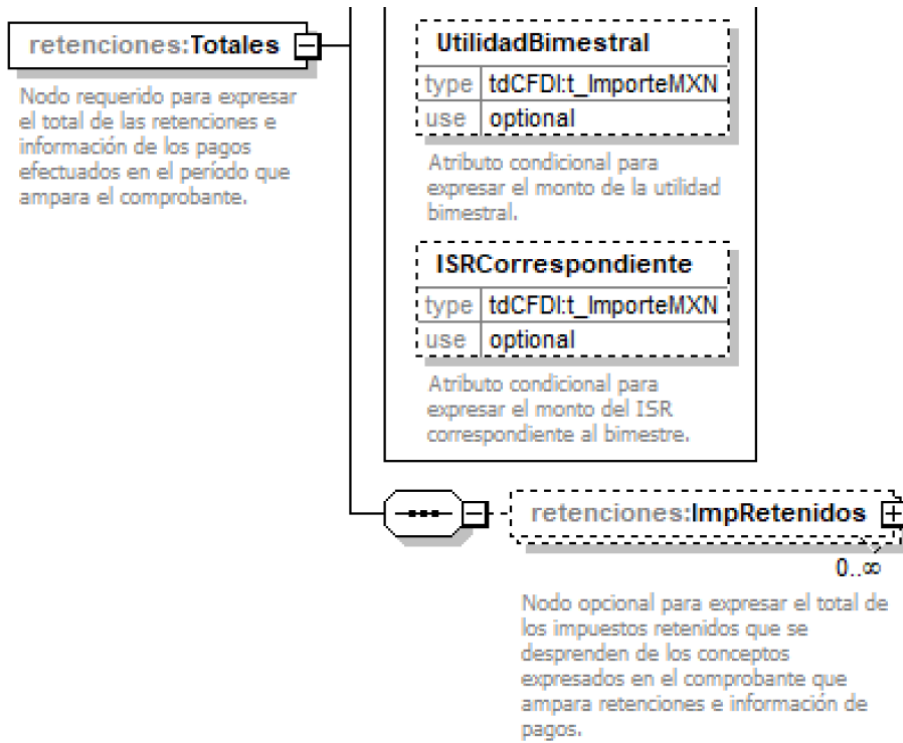 retenciones:Totales
Nodo requerido para expresar
el total de las retenciones e
información de los pagos
efectuados en el período que
ampara el comprobante.
UtilidadBimestral
type tdCFDI:t_ImporteMXN
use optional
Atributo condicional para
expresar el monto de la utilidad
bimestral.
ISRCorrespondiente
type tdCFDI:t_ImporteMXN
use optional
Atributo condicional para
expresar el monto del ISR
correspondiente al bimestre.
retenciones:ImpRetenidos
0..∞
Nodo opcional para expresar el total de
los impuestos retenidos que se
desprenden de los conceptos
expresados en el comprobante que
ampara retenciones e información de
pagos.